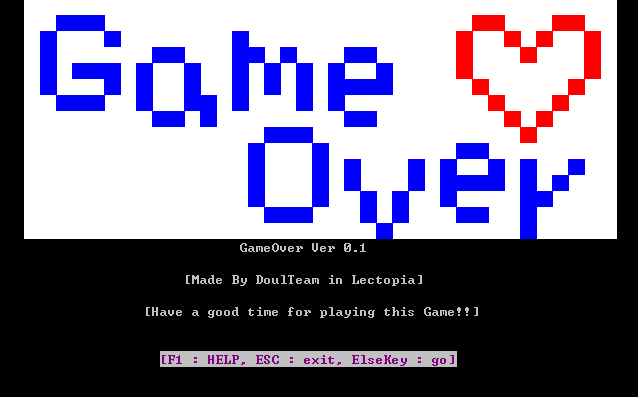 Game
Over
GameOver Ver 0.1
[Made By DoulTeam in Lectopia]
[Have a good time for playing this Game!!]
[F1 : HELP, ESC : exit, ElseKey : go]